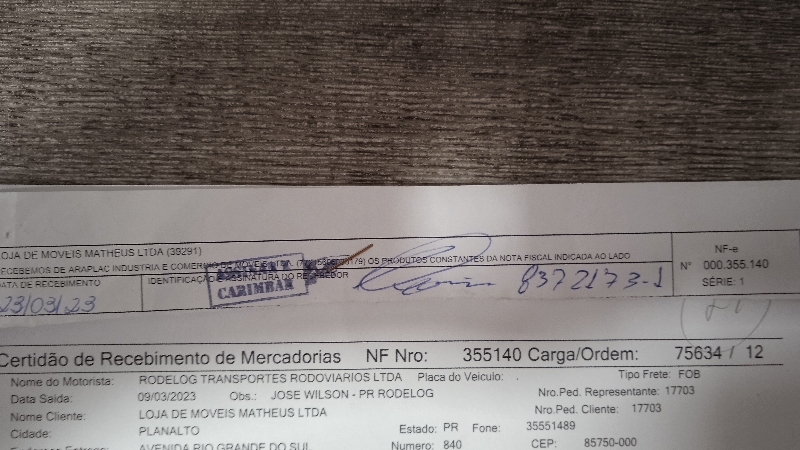 LOJA DE MOVEIS MATHEUS LTDA (39291)
RECEBEMOS DE ARAPLAC INDUSTRIA E COMERCIO DE MOVEIS OS PRODUTOS CONSTANTES DA NOTA FISCAL INDICADA AO LADO
DATA DE RECEBIMENTO
23/03/23
IDENTIFICAÇÃO E ASSINATURA DO RECEBEDOR
CARIMBAR
8372173-1
NF-e
N° 000.355.140
SÉRIE: 1
Certidão de Recebimento de Mercadorias NF Nro: 355140 Carga/Ordem: 75634 / 12
Nome do Motorista: RODELOG TRANSPORTES RODOVIARIOS LTDA Placa do Veiculo: Tipo Frete: FOB
Data Saida: 09/03/2023 Obs.: JOSE WILSON - PR RODELOG Nro.Ped. Representante: 17703
Nome Cliente: LOJA DE MOVEIS MATHEUS LTDA Nro.Ped. Cliente: 17703
Cidade: PLANALTO Estado: PR Fone: 35551489
AVENIDA RIO GRANDE DO SUL Numero: 840 CEP: 85750-000